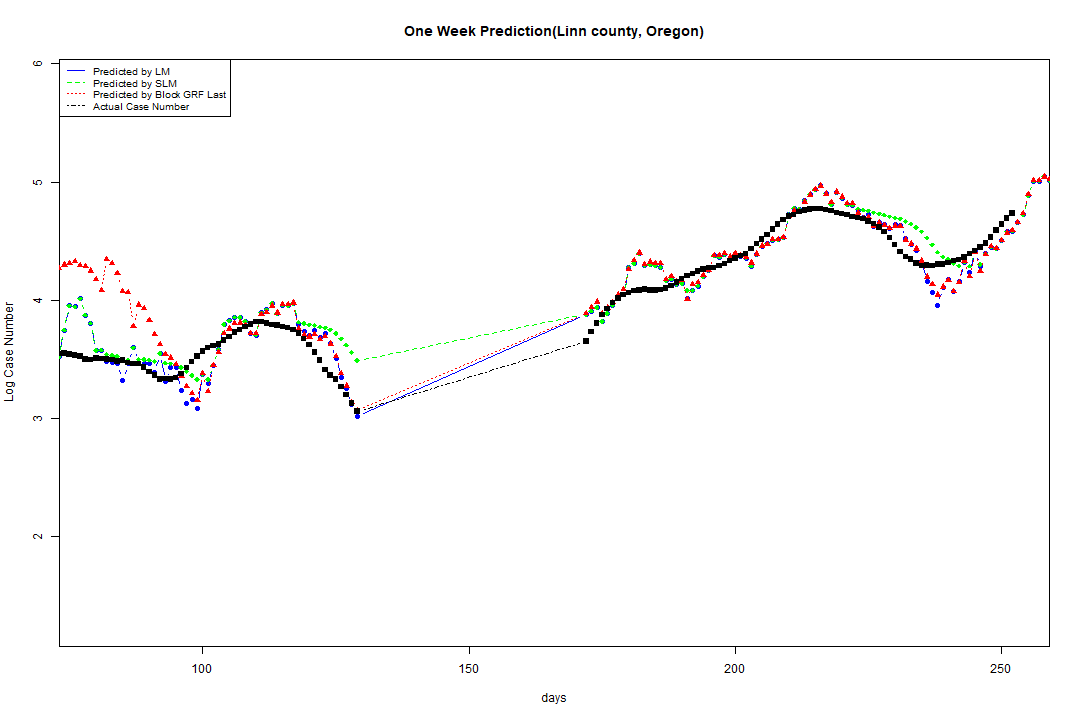 One Week Prediction(Linn county, Oregon)
Predicted by LM
Predicted by SLM
Predicted by Block GRF Last
Actual Case Number
6
5
4
3
2
Log Case Number
100
150
200
250
days